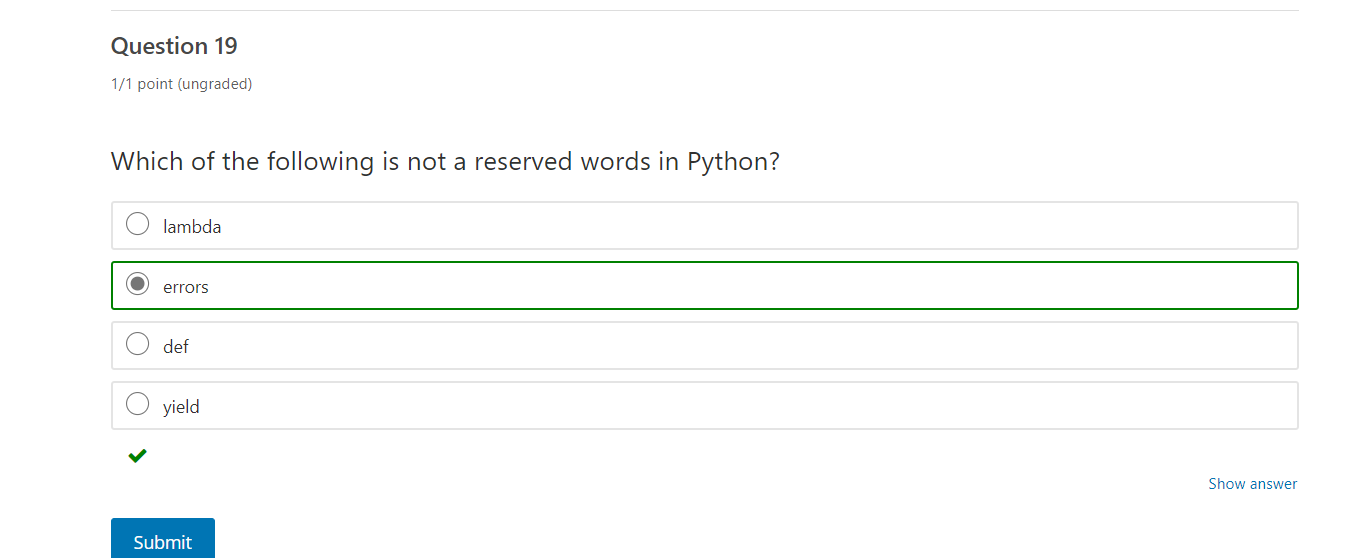 Question 19
1/1 point (ungraded)
Which of the following is not a reserved words in Python?
lambda
errors
def
yield
Show answer
Submit